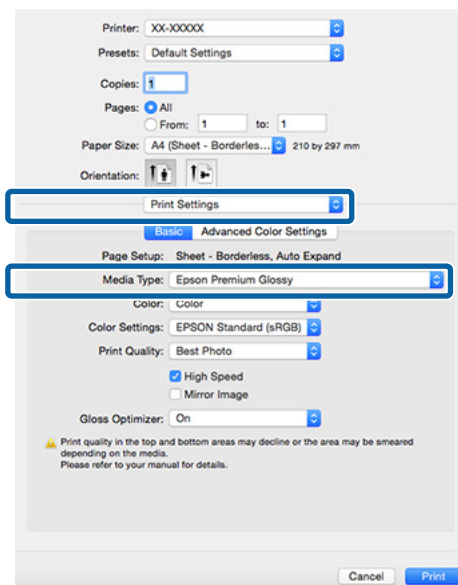 Printer: XX-XXXXX
Presets: Default Settings
Copies: 1
Pages: All
From: 1 to: 1
Paper Size: A4 (Sheet - Borderles... 210 by 297 mm
Orientation:
Print Settings
Basic Advanced Color Settings
Page Setup: Sheet - Borderless, Auto Expand
Media Type: Epson Premium Glossy
Color: Color
Color Settings: EPSON Standard (sRGB)
Print Quality: Best Photo
High Speed
Mirror Image
Gloss Optimizer: On
Print quality in the top and bottom areas may decline or the area may be smeared
depending on the media.
Please refer to your manual for details.
Cancel Print